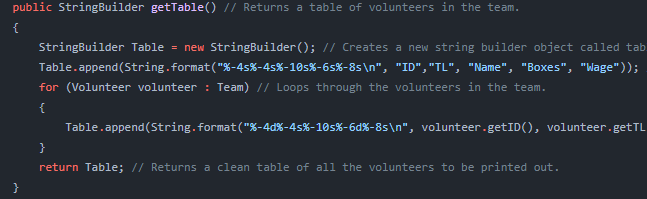 public StringBuilder getTable() // Returns a table of volunteers in the team.
{
StringBuilder Table = new StringBuilder(); // Creates a new string builder object called tab
Table.append(String.format("%-4s%-4s%-10s%-6s%-8s\n", "ID","TL", "Name", "Boxes", "Wage"));
for (Volunteer volunteer : Team) // Loops through the volunteers in the team.
{
Table.append(String.format("%-4d%-4s%-10s%-6d%-8s\n", volunteer.getID(), volunteer.getTL
}
return Table; // Returns a clean table of all the volunteers to be printed out.
}